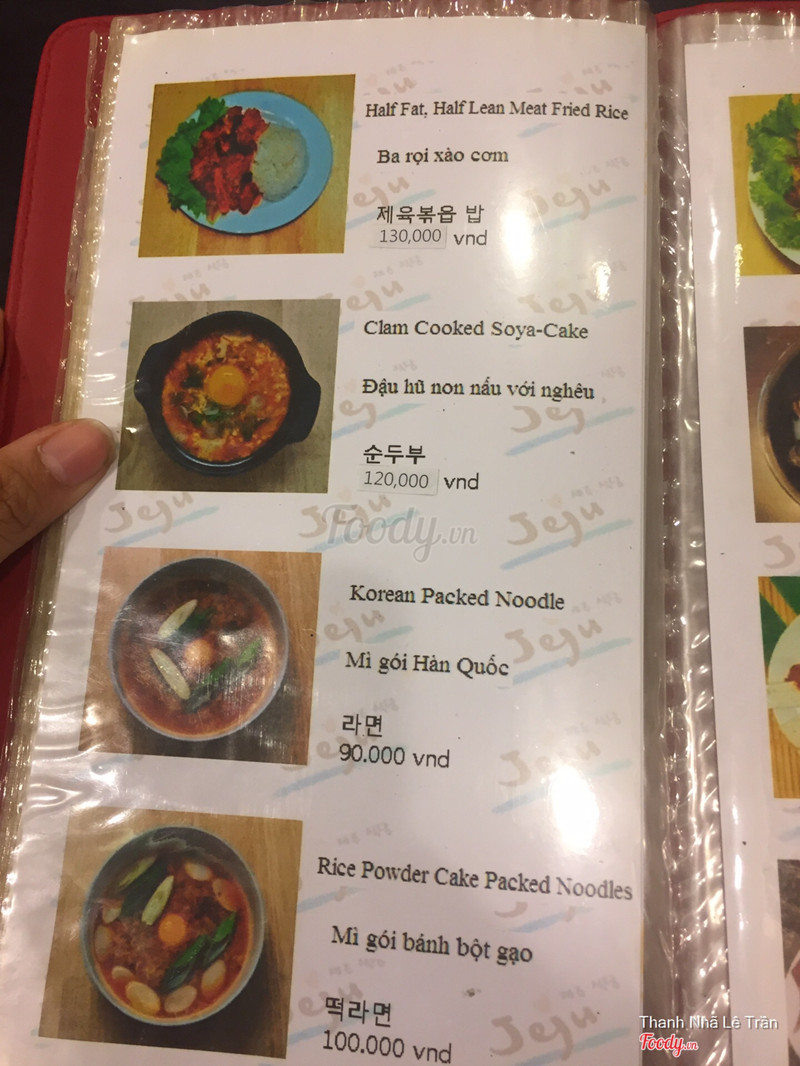 Half Fat, Half Lean Meat Fried Rice
Ba rọi xào cơm
제육볶음 밥
130,000 vnd
Clam Cooked Soya-Cake
Đậu hũ non nấu với nghêu
순두부
120,000 vnd
Jeju
Foody.vn
Korean Packed Noodle
Mì gói Hàn Quốc
라면
90.000 vnd
Rice Powder Cake Packed Noodles
Mì gói bánh bột gạo
떡라면
100.000 vnd
Thanh Nhã Lê Trần
Foody.vn